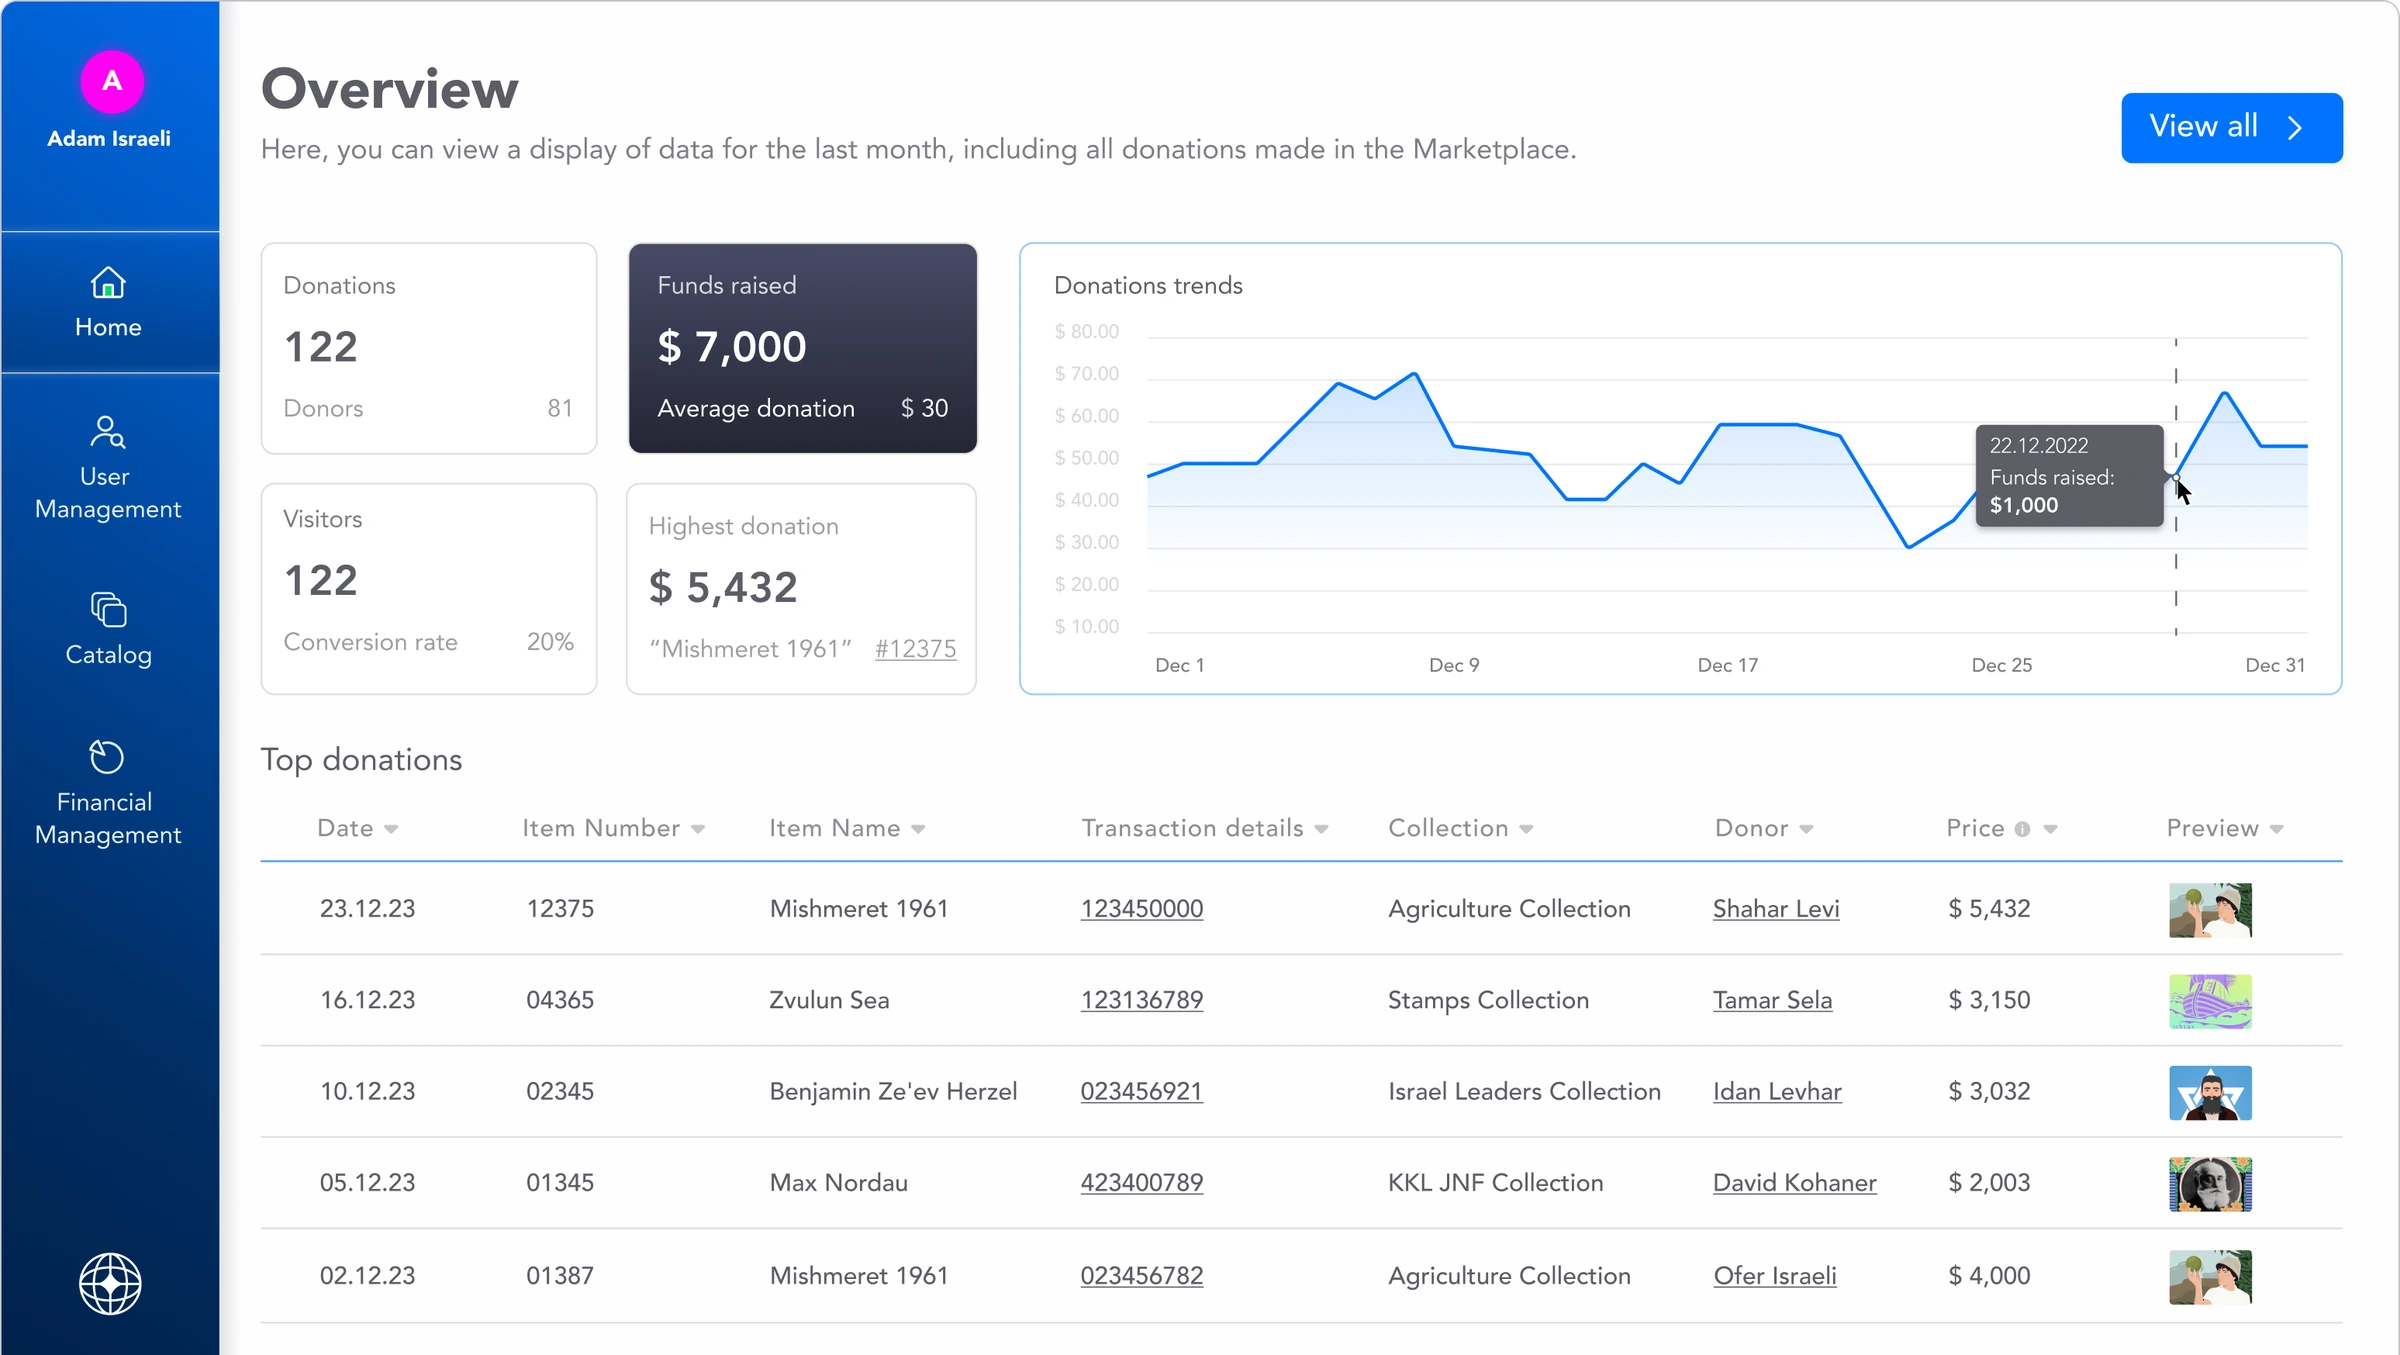 A
Adam Israeli
Home
User
Management
Catalog
Financial
Management
Overview
Here, you can view a display of data for the last month, including all donations made in the Marketplace.
View all
Donations
122
Donors 81
Funds raised
$ 7,000
Average donation $ 30
Visitors
122
Conversion rate 20%
Highest donation
$ 5,432
“Mishmeret 1961” #12375
Donations trends
$ 80.00
$ 70.00
$ 60.00
$ 50.00
$ 40.00
$ 30.00
$ 20.00
$ 10.00
22.12.2022
Funds raised:
$1,000
Dec 1 Dec 9 Dec 17 Dec 25 Dec 31
Top donations
Date Item Number Item Name Transaction details Collection Donor Price Preview
23.12.23 12375 Mishmeret 1961 123450000 Agriculture Collection Shahar Levi $ 5,432
16.12.23 04365 Zvulun Sea 123136789 Stamps Collection Tamar Sela $ 3,150
10.12.23 02345 Benjamin Ze'ev Herzel 023456921 Israel Leaders Collection Idan Levhar $ 3,032
05.12.23 01345 Max Nordau 423400789 KKL JNF Collection David Kohaner $ 2,003
02.12.23 01387 Mishmeret 1961 023456782 Agriculture Collection Ofer Israeli $ 4,000